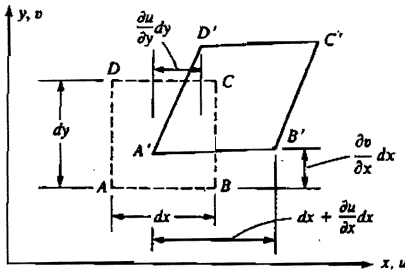 y, v
∂u/∂y dy
D'
C'
D
C
dy
A'
B'
∂v/∂x dx
A
B
dx
dx + ∂u/∂x dx
x, u